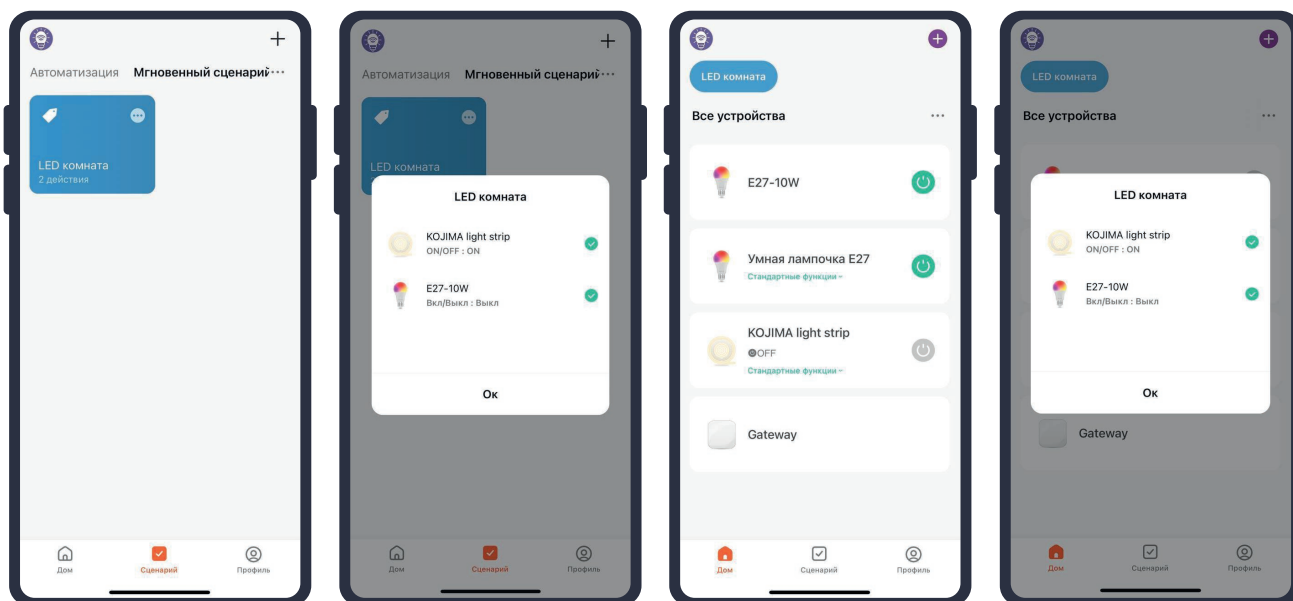 Автоматизация Мгновенный сценарий ...
LED комната
2 действия
Дом Сценарий Профиль
Автоматизация Мгновенный сценарий ...
LED комната
LED комната
KOJIMA light strip
ON/OFF : ON
E27-10W
Вкл/Выкл : Выкл
Ок
Дом Сценарий Профиль
LED комната
Все устройства ...
E27-10W
Умная лампочка E27
Стандартные функции
KOJIMA light strip
OFF
Стандартные функции
Gateway
Дом Сценарий Профиль
LED комната
Все устройства ...
LED комната
KOJIMA light strip
ON/OFF : ON
E27-10W
Вкл/Выкл : Выкл
Ок
Gateway
Дом Сценарий Профиль